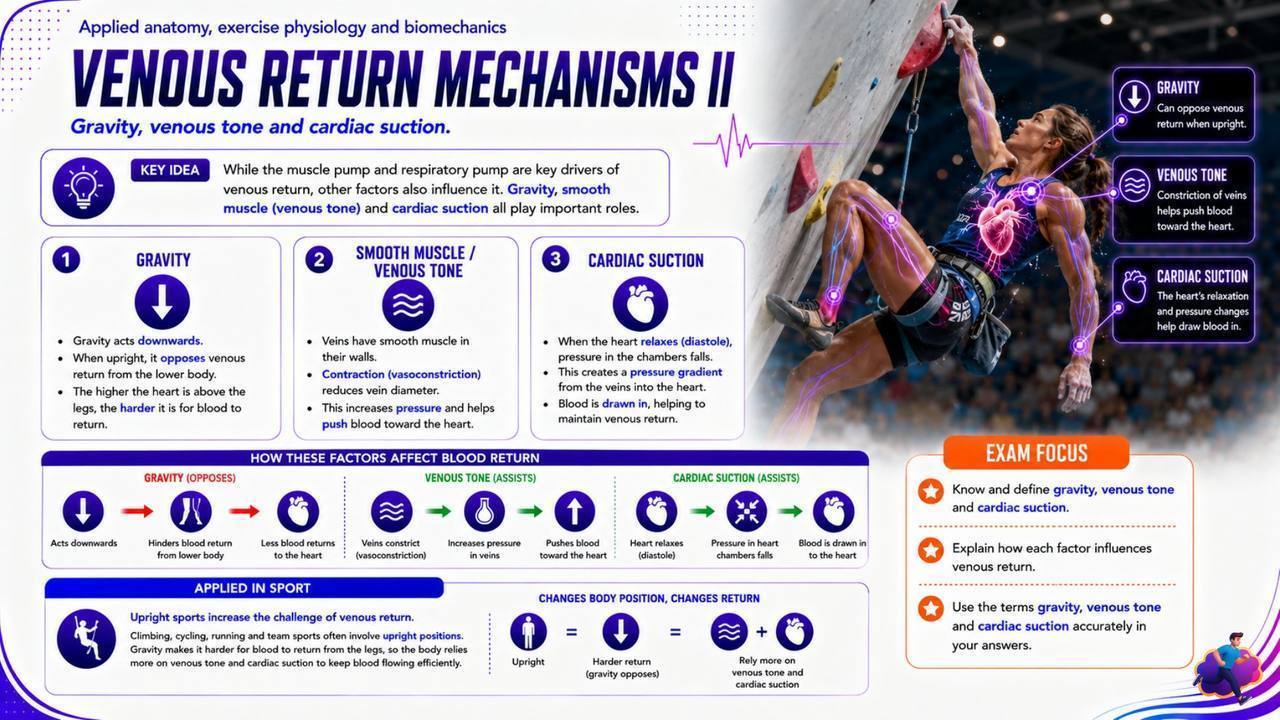 Applied anatomy, exercise physiology and biomechanics
VENOUS RETURN MECHANISMS II
Gravity, venous tone and cardiac suction.
KEY IDEA
While the muscle pump and respiratory pump are key drivers of
venous return, other factors also influence it. Gravity, smooth
muscle (venous tone) and cardiac suction all play important roles.
1
GRAVITY
• Gravity acts downwards.
• When upright, it opposes venous
return from the lower body.
• The higher the heart is above the
legs, the harder it is for blood to
return.
2
SMOOTH MUSCLE /
VENOUS TONE
• Veins have smooth muscle in
their walls.
• Contraction (vasoconstriction)
reduces vein diameter.
• This increases pressure and helps
push blood toward the heart.
3
CARDIAC SUCTION
• When the heart relaxes (diastole),
pressure in the chambers falls.
• This creates a pressure gradient
from the veins into the heart.
• Blood is drawn in, helping to
maintain venous return.
GRAVITY
Can oppose venous
return when upright.
VENOUS TONE
Constriction of veins
helps push blood
toward the heart.
CARDIAC SUCTION
The heart's relaxation
and pressure changes
help draw blood in.
HOW THESE FACTORS AFFECT BLOOD RETURN
GRAVITY (OPPOSES)
Acts downwards
Hinders blood return
from lower body
Less blood returns
to the heart
VENOUS TONE (ASSISTS)
Veins constrict
(vasoconstriction)
Increases pressure
in veins
Pushes blood
toward the heart
CARDIAC SUCTION (ASSISTS)
Heart relaxes
(diastole)
Pressure in heart
chambers falls
Blood is drawn in
to the heart
APPLIED IN SPORT
Upright sports increase the challenge of venous return.
Climbing, cycling, running and team sports often involve upright positions.
Gravity makes it harder for blood to return from the legs, so the body relies
more on venous tone and cardiac suction to keep blood flowing efficiently.
CHANGES BODY POSITION, CHANGES RETURN
Upright
=
Harder return
(gravity opposes)
=
+
Rely more on
venous tone and
cardiac suction
EXAM FOCUS
Know and define gravity, venous tone
and cardiac suction.
Explain how each factor influences
venous return.
Use the terms gravity, venous tone
and cardiac suction accurately in
your answers.